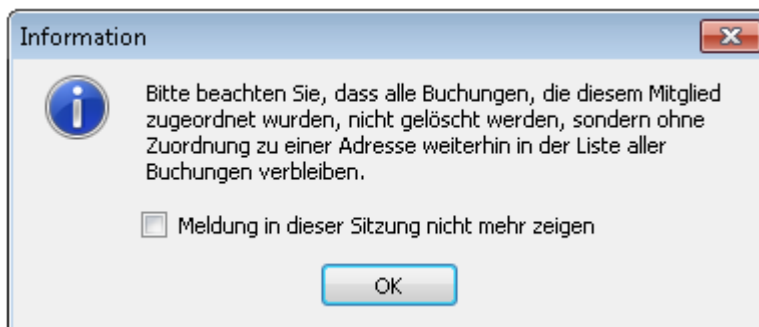 Information
Bitte beachten Sie, dass alle Buchungen, die diesem Mitglied
zugeordnet wurden, nicht gelöscht werden, sondern ohne
Zuordnung zu einer Adresse weiterhin in der Liste aller
Buchungen verbleiben.
Meldung in dieser Sitzung nicht mehr zeigen
OK